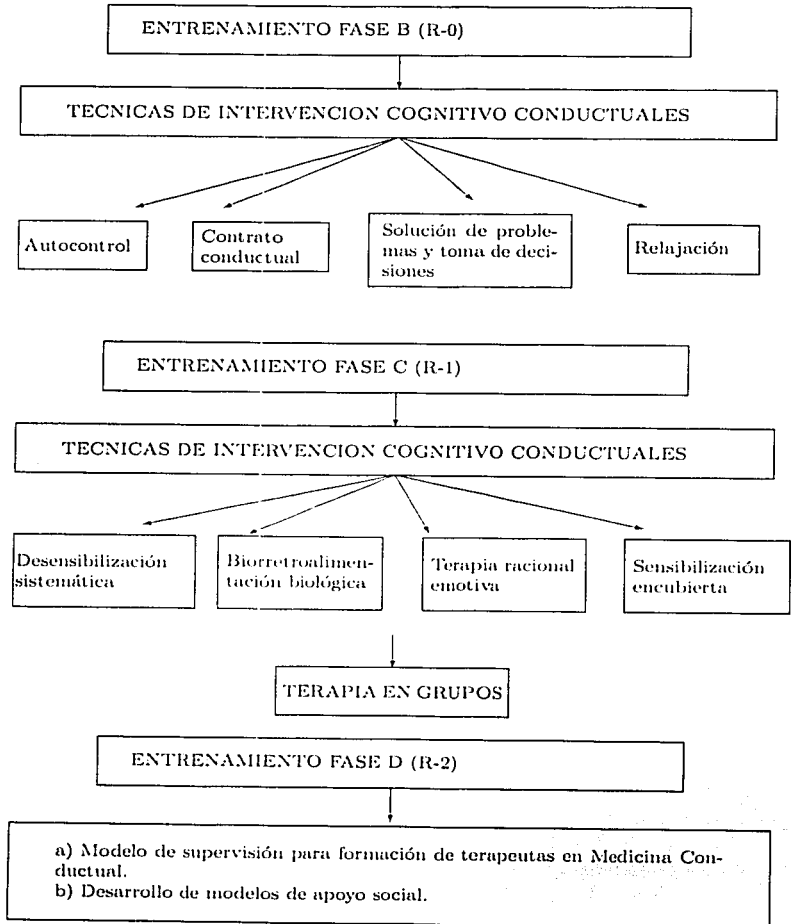 ENTRENAMIENTO FASE B (R-0)
TECNICAS DE INTERVENCION COGNITIVO CONDUCTUALES
Autocontrol
Contrato
conductual
Solución de proble-
mas y toma de deci-
siones
Relajación
ENTRENAMIENTO FASE C (R-1)
TECNICAS DE INTERVENCION COGNITIVO CONDUCTUALES
Desensibilización
sistemática
Biorretroalimen-
tación biológica
Terapia racional
emotiva
Sensibilización
encubierta
TERAPIA EN GRUPOS
ENTRENAMIENTO FASE D (R-2)
a) Modelo de supervisión para formación de terapeutas en Medicina Con-
ductual.
b) Desarrollo de modelos de apoyo social.